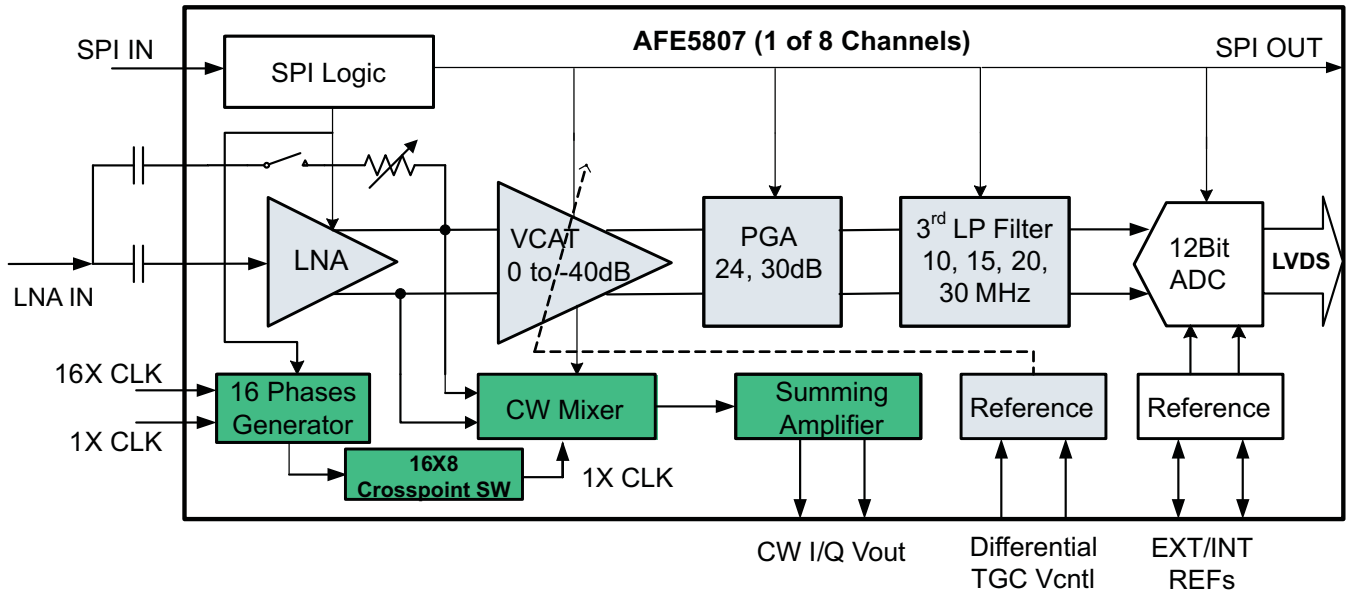 AFE5807 (1 of 8 Channels)
SPI IN
SPI OUT
SPI Logic
LNA IN
LNA
VCAT
0 to -40dB
PGA
24, 30dB
3rd LP Filter
10, 15, 20,
30 MHz
12Bit
ADC
LVDS
16X CLK
1X CLK
16 Phases
Generator
16X8
Crosspoint SW
CW Mixer
1X CLK
Summing
Amplifier
Reference
Reference
CW I/Q Vout
Differential
TGC Vcntl
EXT/INT
REFs